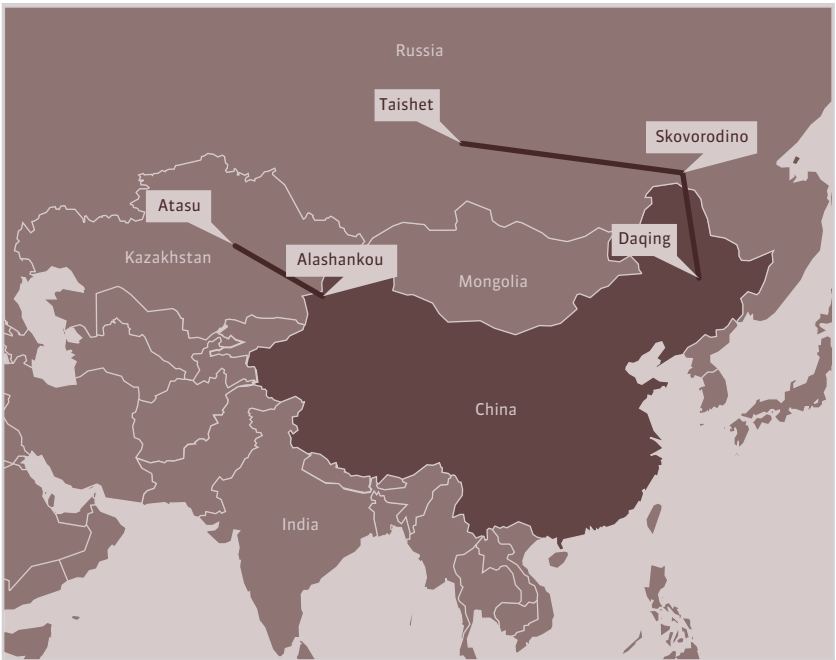 Russia
Taishet
Skovorodino
Atasu
Daqing
Kazakhstan
Alashankou
Mongolia
China
India